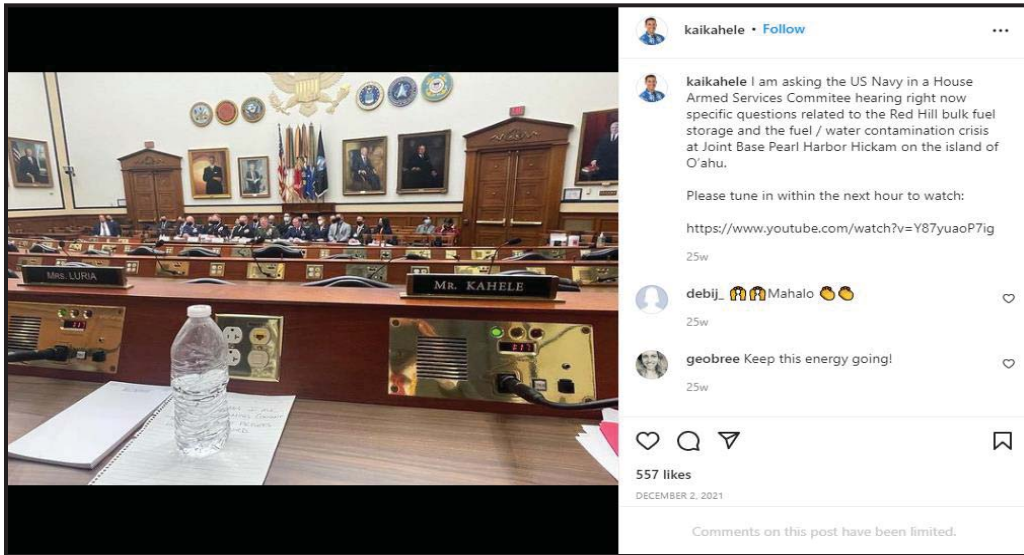 kaikahele • Follow
kaikahele I am asking the US Navy in a House
Armed Services Commitee hearing right now
specific questions related to the Red Hill bulk fuel
storage and the fuel / water contamination crisis
at Joint Base Pearl Harbor Hickam on the island of
O'ahu.
Please tune in within the next hour to watch:
https://www.youtube.com/watch?v=Y87yuaoP7ig
25w
debij_ Mahalo
25w
geobree Keep this energy going!
25w
557 likes
DECEMBER 2, 2021
Comments on this post have been limited.
MRS. LURIA
MR. KAHELE